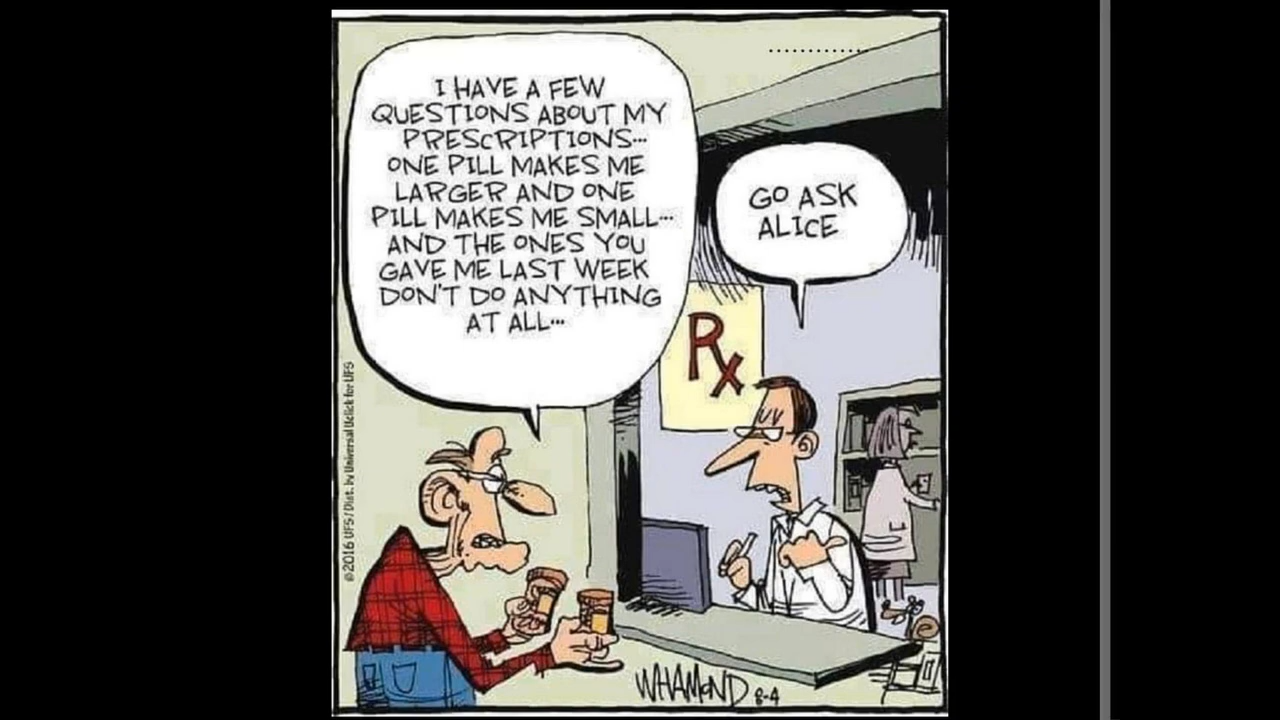 ............
I HAVE A FEW
QUESTIONS ABOUT MY
PRESCRIPTIONS...
ONE PILL MAKES ME
LARGER AND ONE
PILL MAKES ME SMALL...
AND THE ONES YOU
GAVE ME LAST WEEK
DON'T DO ANYTHING
AT ALL...
GO ASK
ALICE
Rx
©2016 UFS/Dist. by Universal Uclick for UFS
WHAMOND 8-4